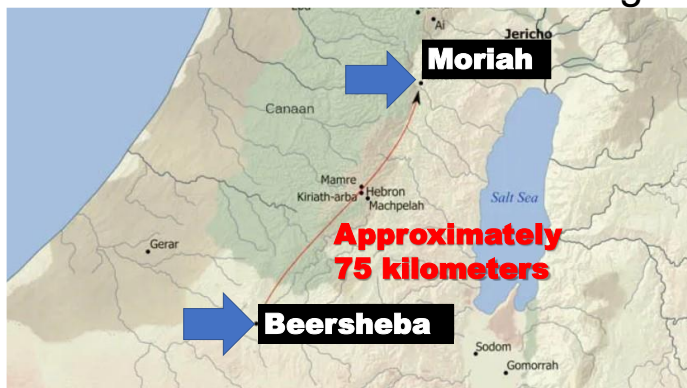 Ai
Jericho
Moriah
Canaan
Mamre
Kiriath-arba
Hebron
Machpelah
Salt Sea
Approximately
75 kilometers
Gerar
Beersheba
Sodom
Gomorrah